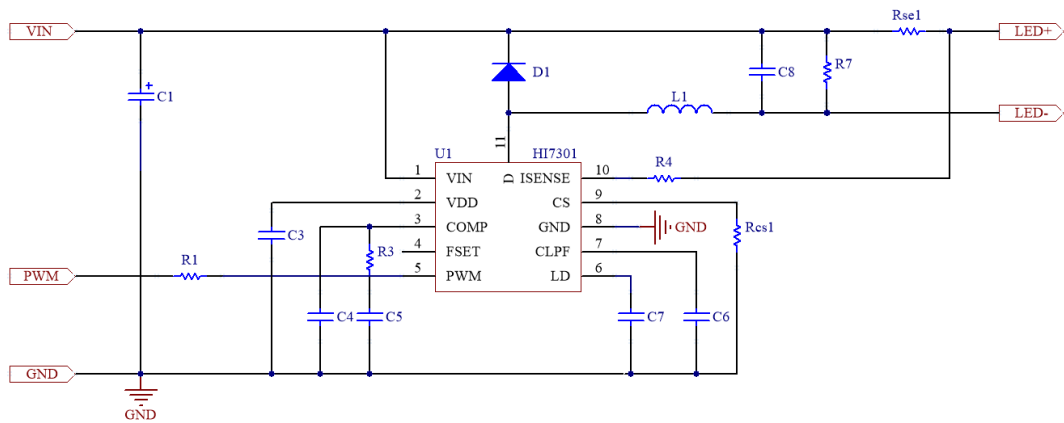 VIN
Rse1
LED+
C1
D1
C8
R7
L1
LED-
11
U1
HI7301
R4
1
VIN
D
ISENSE
10
2
VDD
CS
9
3
COMP
GND
8
GND
Rcs1
C3
4
FSET
CLPF
7
R3
PWM
R1
5
PWM
LD
6
C4
C5
C7
C6
GND
GND